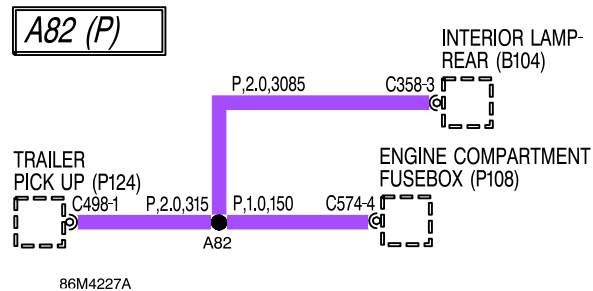 A82 (P)
INTERIOR LAMP-
REAR (B104)
P,2.0,3085
C358-3
TRAILER
PICK UP (P124)
ENGINE COMPARTMENT
FUSEBOX (P108)
C498-1
P,2.0,315
P,1.0,150
C574-4
A82
86M4227A